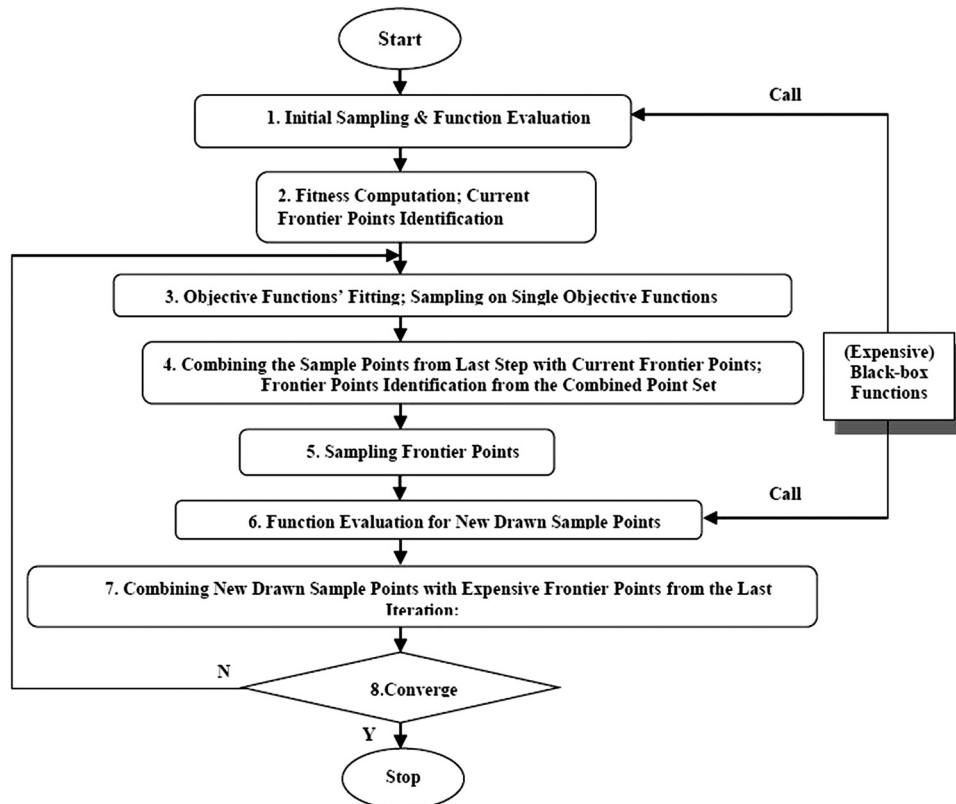 Start
Call
1. Initial Sampling & Function Evaluation
2. Fitness Computation; Current
Frontier Points Identification
3. Objective Functions' Fitting; Sampling on Single Objective Functions
(Expensive)
Black-box
Functions
4. Combining the Sample Points from Last Step with Current Frontier Points;
Frontier Points Identification from the Combined Point Set
5. Sampling Frontier Points
Call
6. Function Evaluation for New Drawn Sample Points
7. Combining New Drawn Sample Points with Expensive Frontier Points from the Last
Iteration;
N
8.Converge
Y
Stop